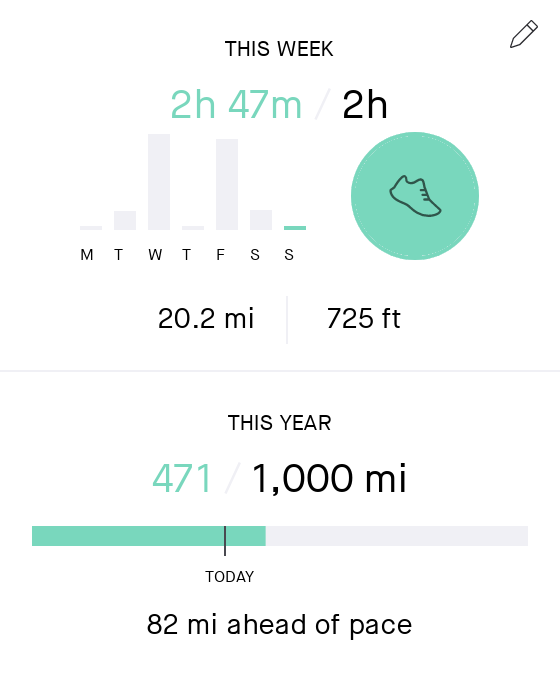 THIS WEEK
2h 47m / 2h
M T W T F S S
20.2 mi 725 ft
THIS YEAR
471 / 1,000 mi
TODAY
82 mi ahead of pace